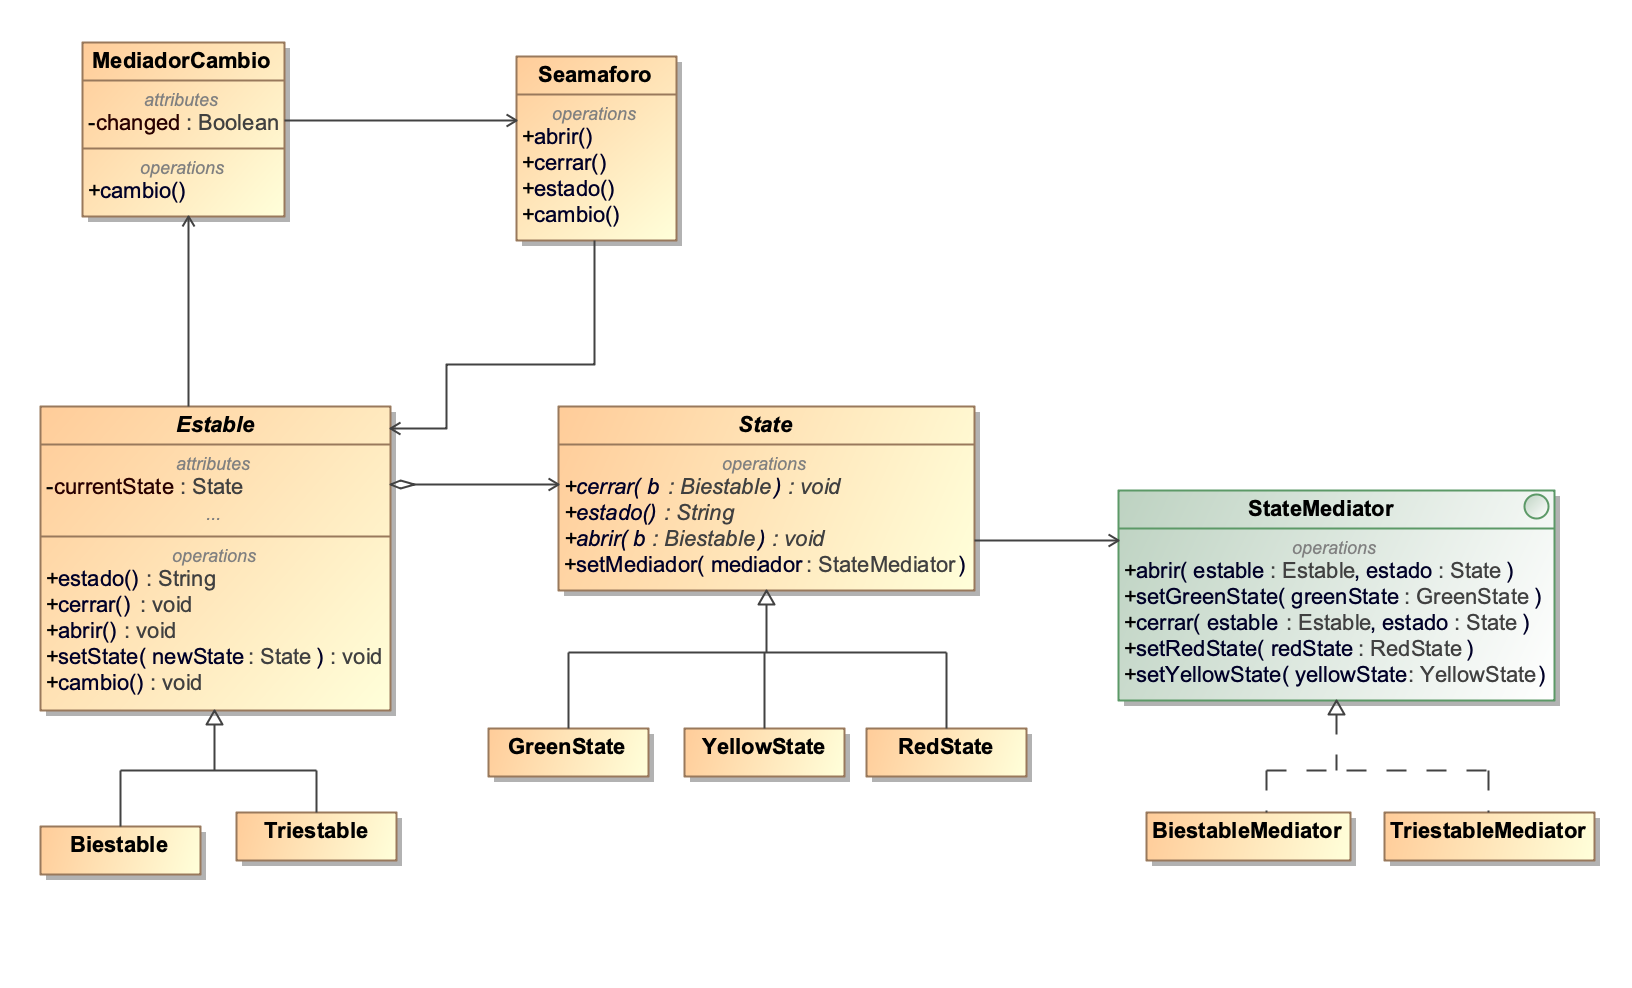 MediadorCambio
attributes
-changed : Boolean
operations
+cambio()
Seamaforo
operations
+abrir()
+cerrar()
+estado()
+cambio()
Estable
attributes
-currentState : State
...
operations
+estado() : String
+cerrar() : void
+abrir() : void
+setState( newState : State ) : void
+cambio() : void
State
operations
+cerrar( b : Biestable) : void
+estado() : String
+abrir( b : Biestable) : void
+setMediador( mediador : StateMediator )
StateMediator
operations
+abrir( estable : Estable, estado : State )
+setGreenState( greenState : GreenState )
+cerrar( estable : Estable, estado : State )
+setRedState( redState : RedState )
+setYellowState( yellowState : YellowState )
GreenState
YellowState
RedState
Biestable
Triestable
BiestableMediator
TriestableMediator